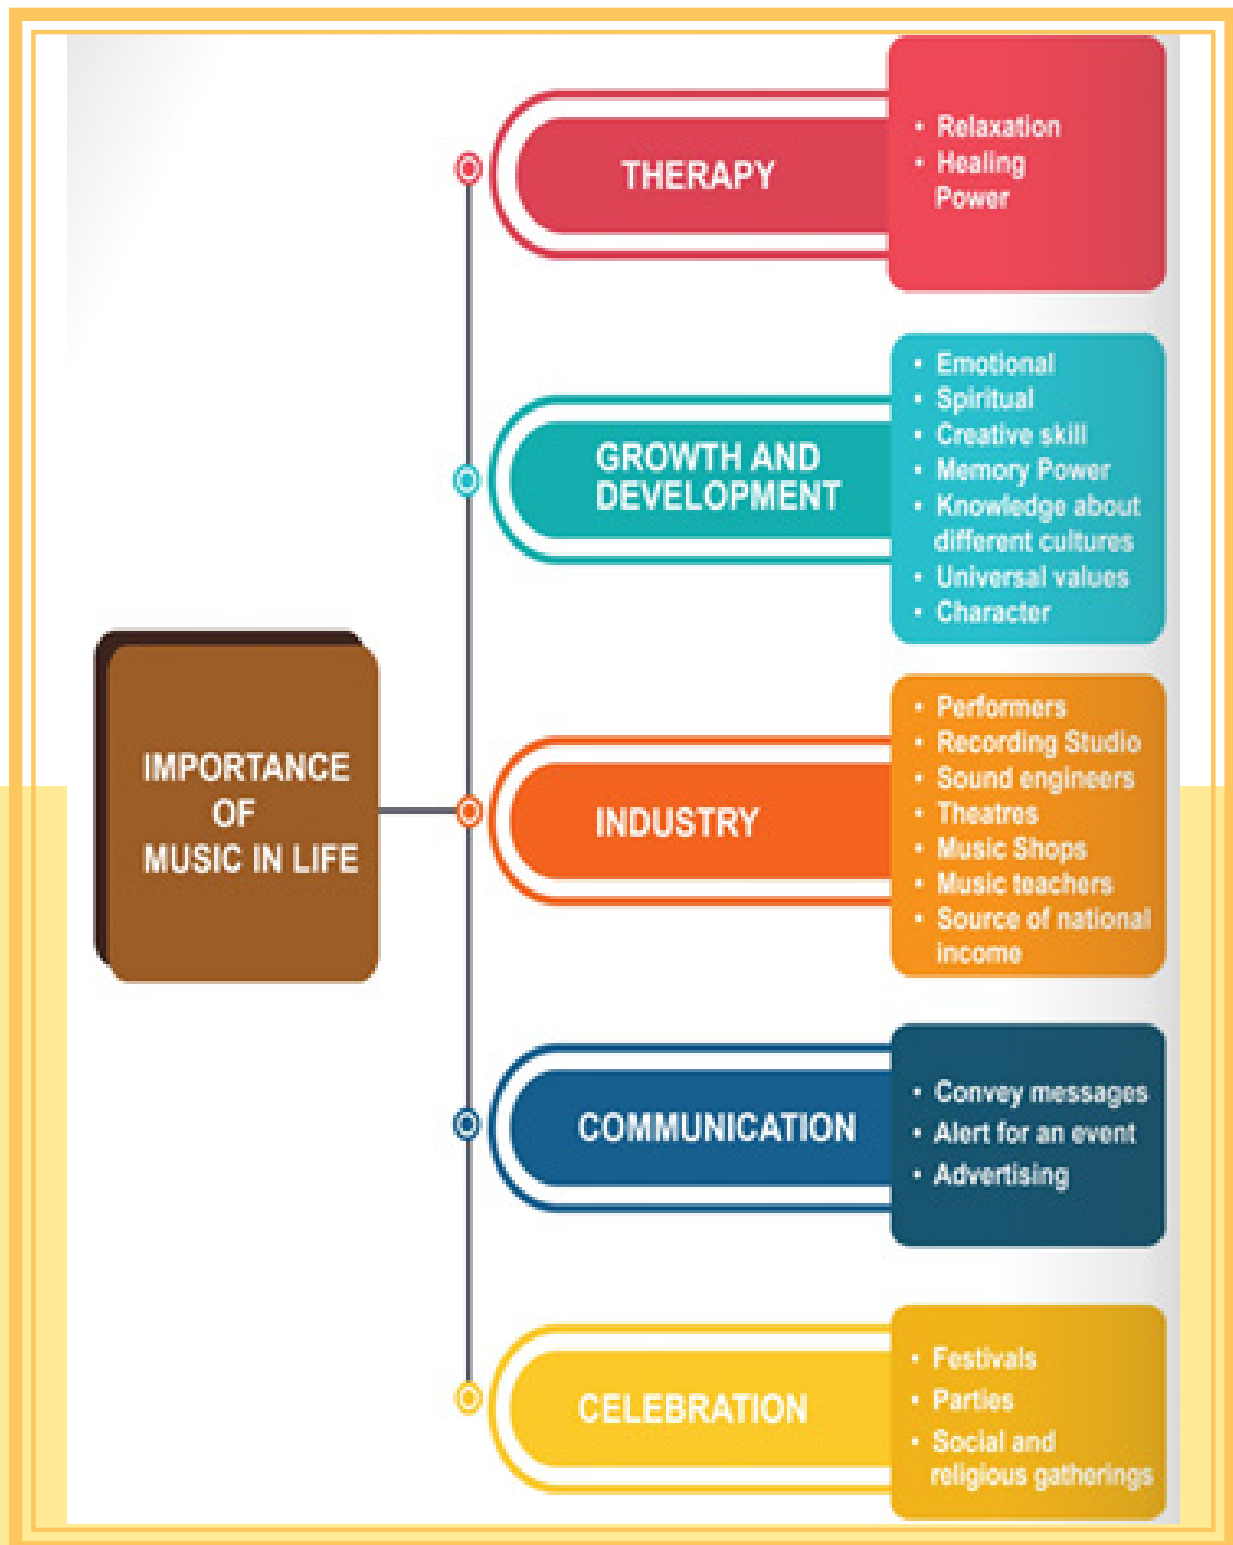 IMPORTANCE
OF
MUSIC IN LIFE
THERAPY
• Relaxation
• Healing
Power
GROWTH AND
DEVELOPMENT
• Emotional
• Spiritual
• Creative skill
• Memory Power
• Knowledge about
different cultures
• Universal values
• Character
INDUSTRY
• Performers
• Recording Studio
• Sound engineers
• Theatres
• Music Shops
• Music teachers
• Source of national
income
COMMUNICATION
• Convey messages
• Alert for an event
• Advertising
CELEBRATION
• Festivals
• Parties
• Social and
religious gatherings